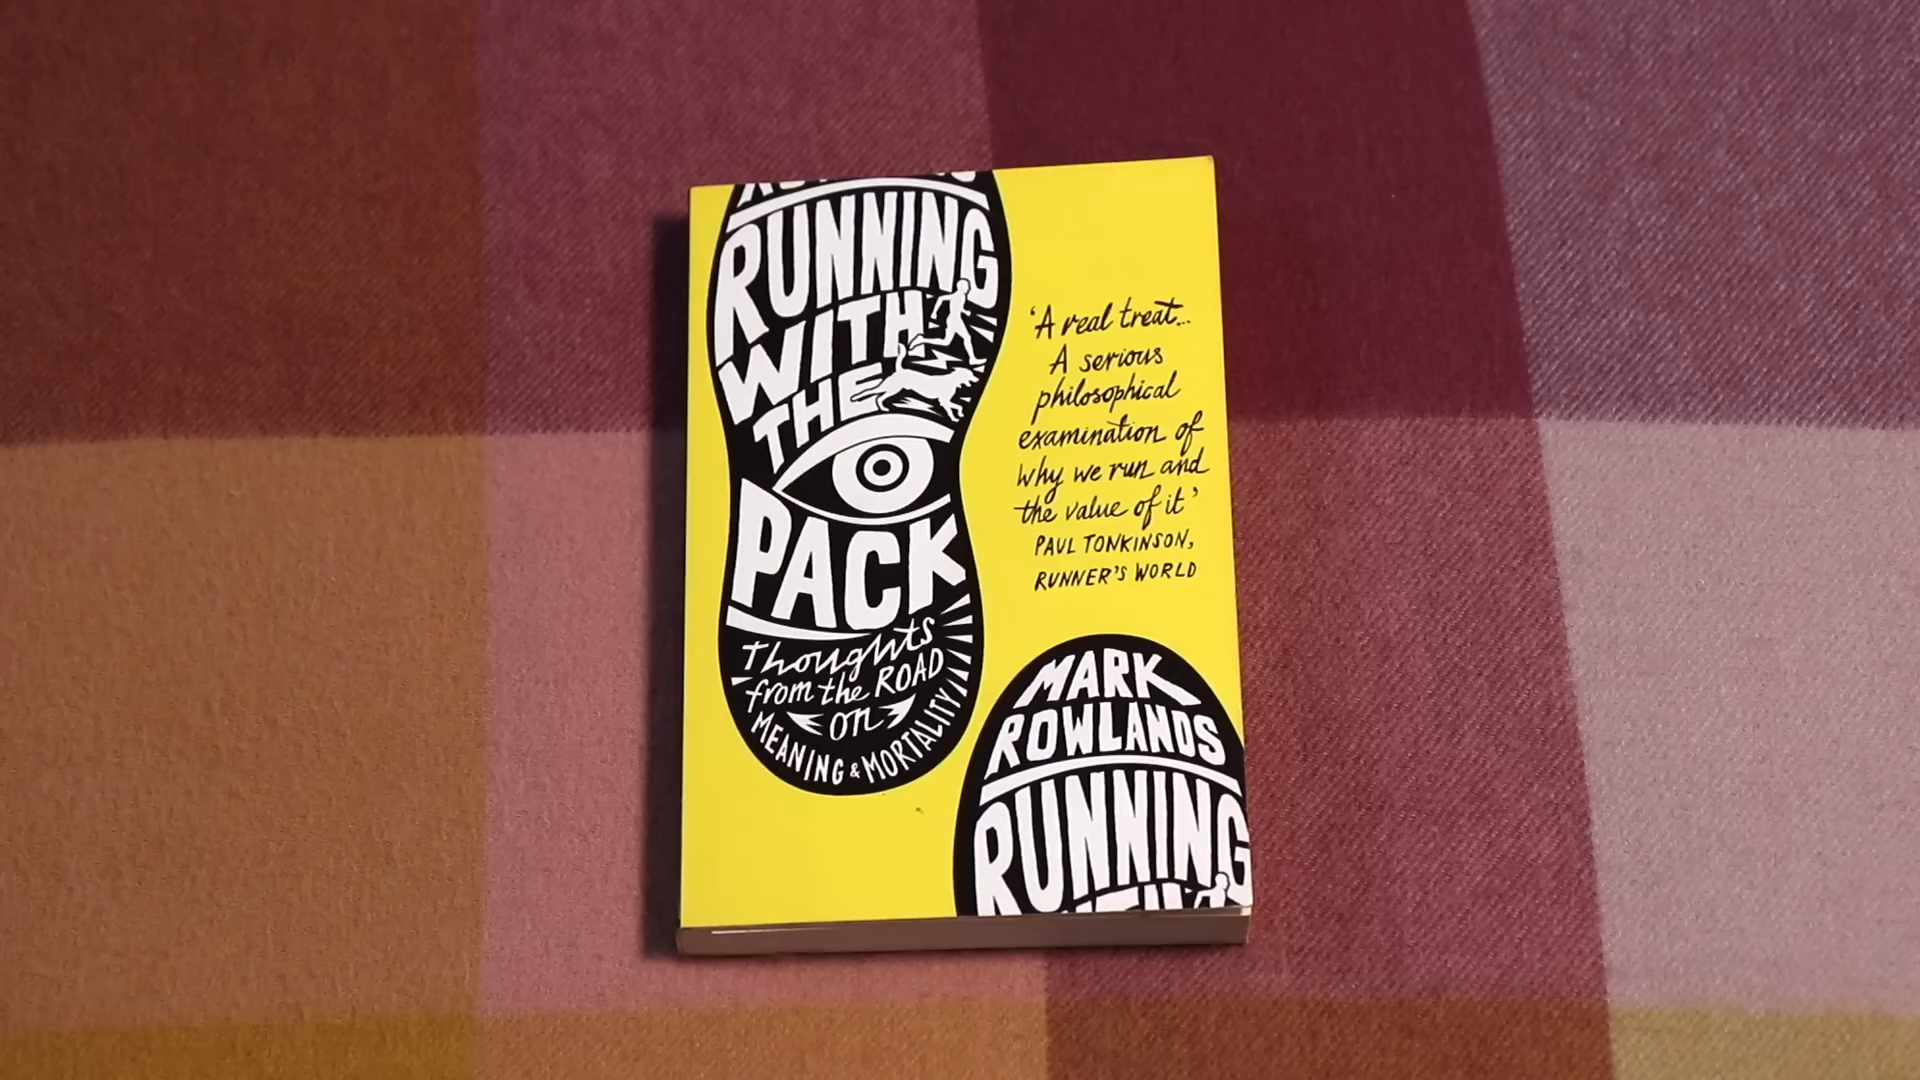 RUNNING
WITH
THE
PACK
Thoughts
from the ROAD
on
MEANING & MORTALITY
'A real treat...
A serious
philosophical
examination of
why we run and
the value of it'
PAUL TONKINSON,
RUNNER'S WORLD
MARK
ROWLANDS
RUNNING